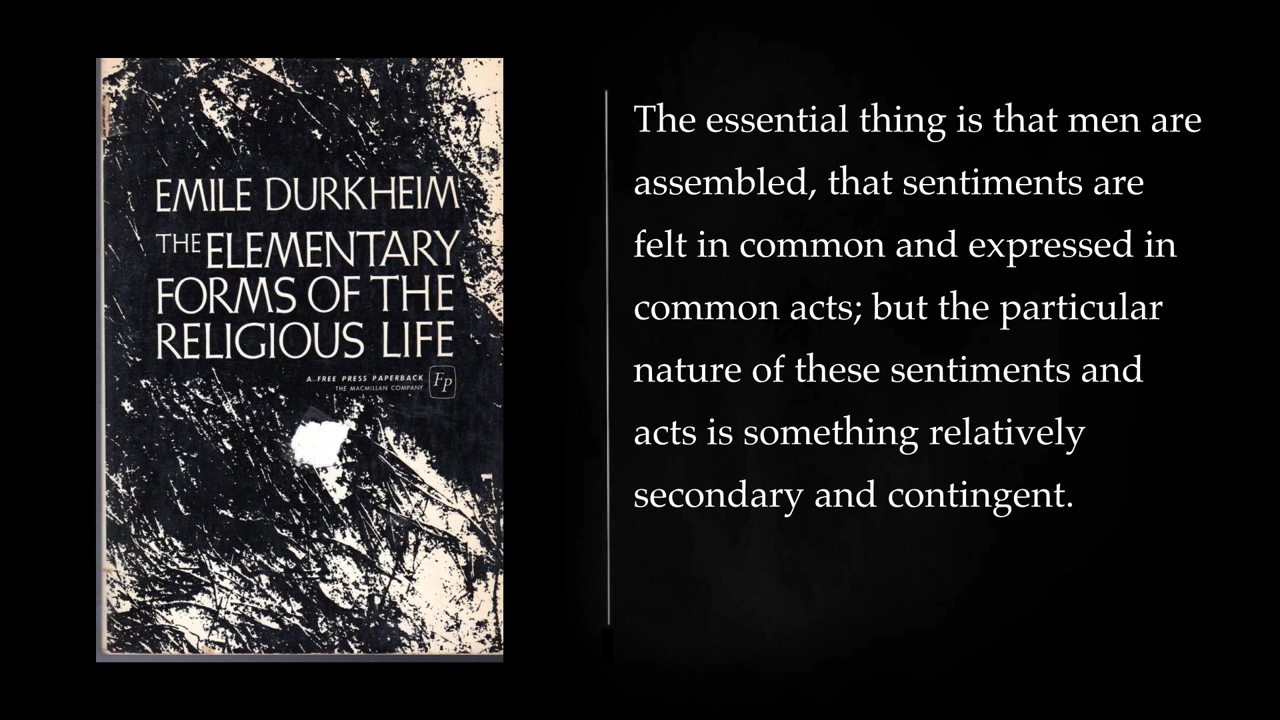 EMILE DURKHEIM
THE ELEMENTARY
FORMS OF THE
RELIGIOUS LIFE
A FREE PRESS PAPERBACK
THE MACMILLAN COMPANY
Fp
The essential thing is that men are
assembled, that sentiments are
felt in common and expressed in
common acts; but the particular
nature of these sentiments and
acts is something relatively
secondary and contingent.